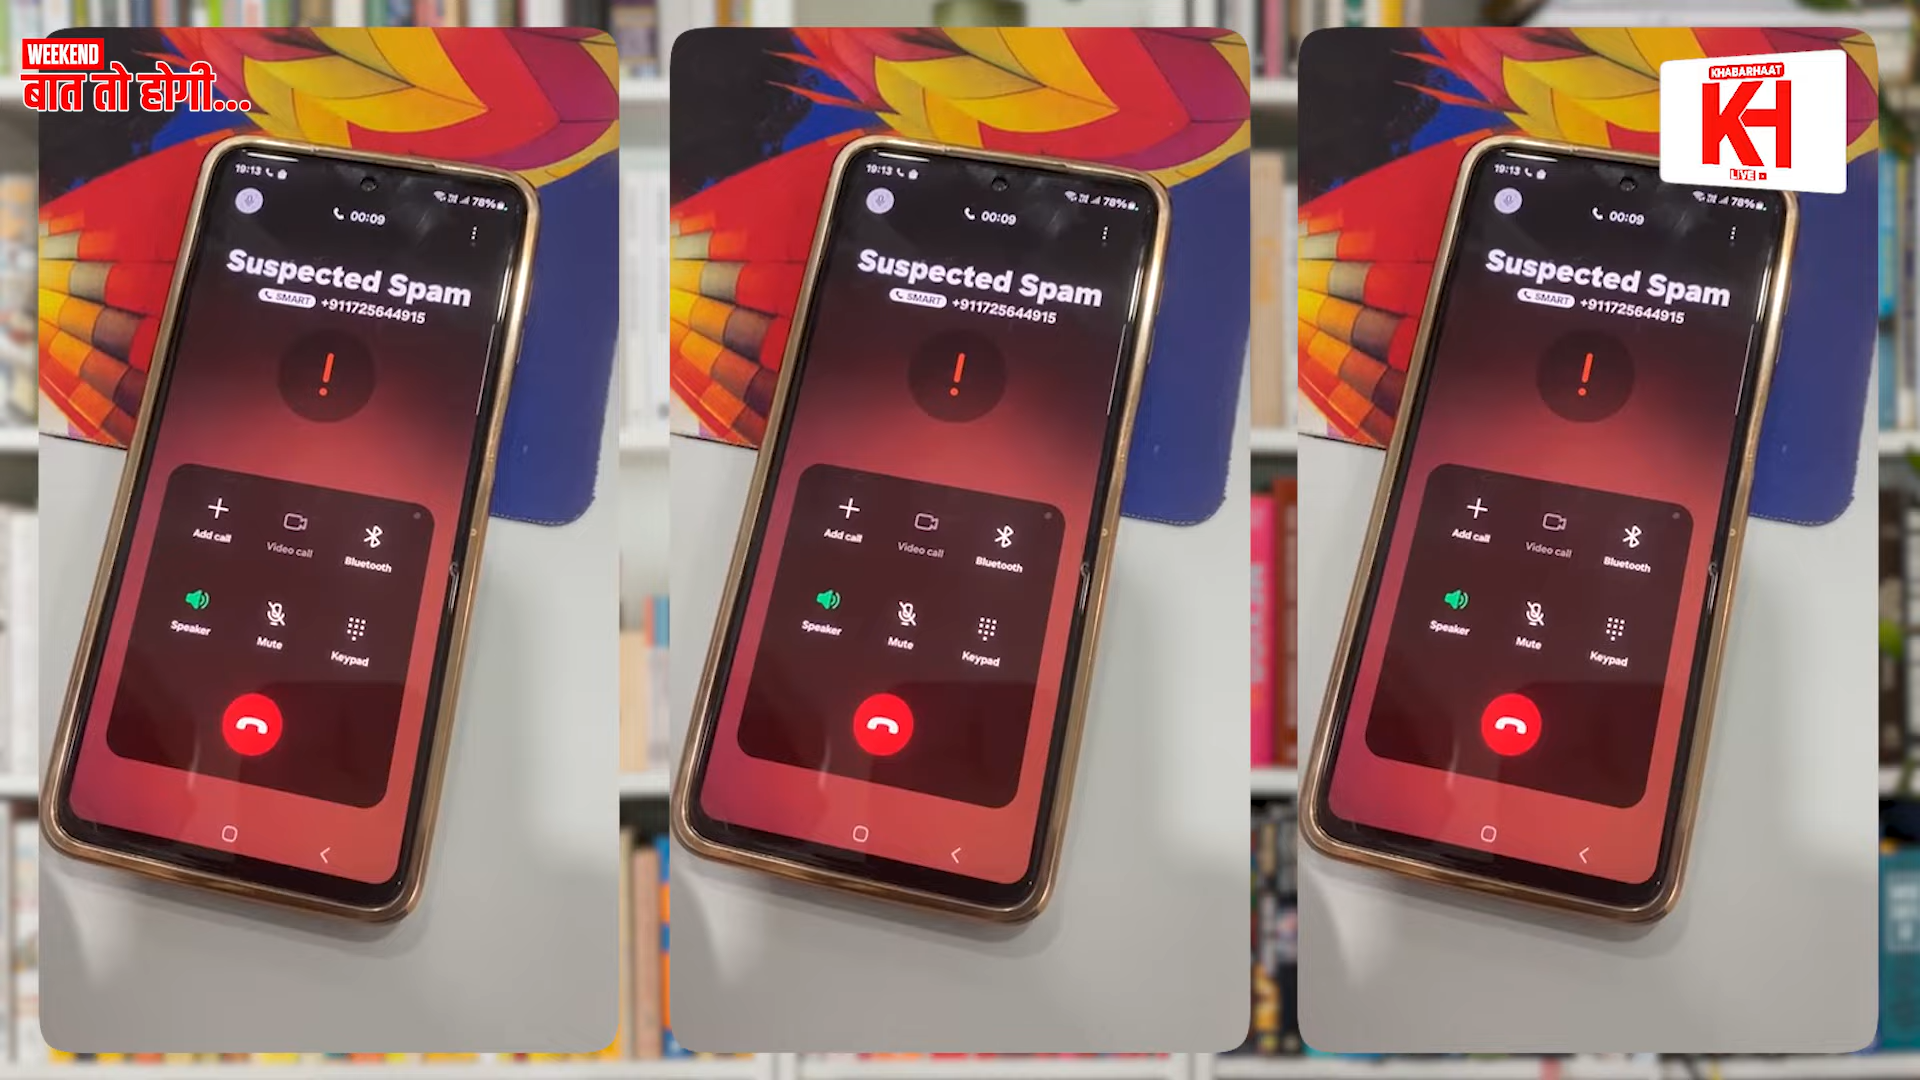 WEEKEND
बात तो होगी...
KHABARHAAT
KH
LIVE
19:13
78%
00:09
Suspected Spam
SMART +911725644915
!
Add call
Video call
Bluetooth
Speaker
Mute
Keypad
19:13
78%
00:09
Suspected Spam
SMART +911725644915
!
Add call
Video call
Bluetooth
Speaker
Mute
Keypad
19:13
78%
00:09
Suspected Spam
SMART +911725644915
!
Add call
Video call
Bluetooth
Speaker
Mute
Keypad